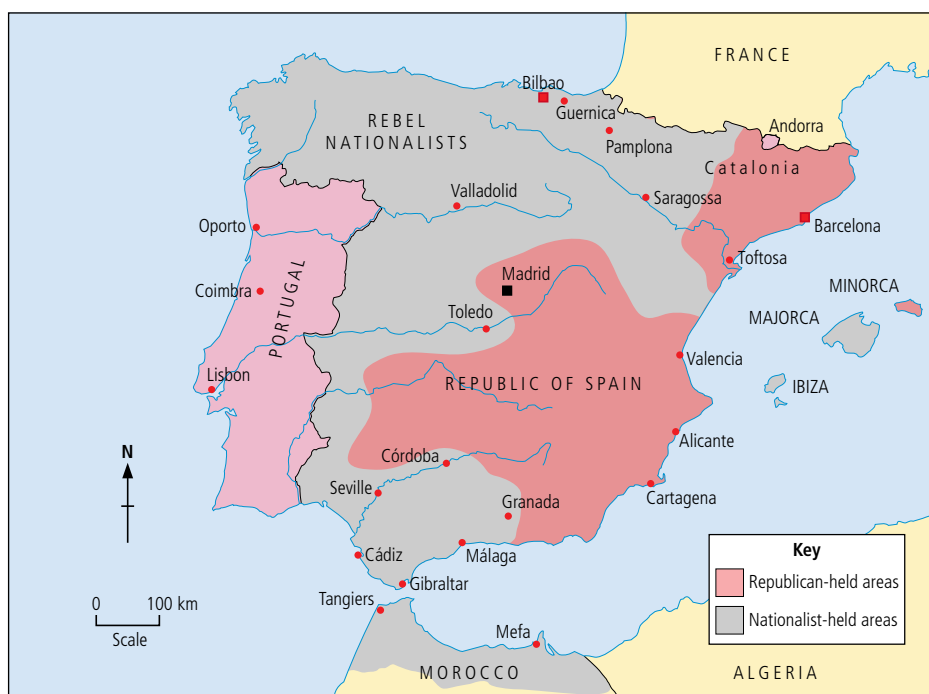 FRANCE
Bilbao
Guernica
REBEL
NATIONALISTS
Pamplona
Andorra
Catalonia
Valladolid
Saragossa
Oporto
Barcelona
Toftosa
Madrid
Coimbra
PORTUGAL
MINORCA
MAJORCA
Toledo
Valencia
Lisbon
REPUBLIC OF SPAIN
IBIZA
Alicante
N
Córdoba
Seville
Cartagena
Granada
Cádiz
Málaga
Gibraltar
Key
Republican-held areas
Nationalist-held areas
0 100 km
Scale
Tangiers
Mefa
MOROCCO
ALGERIA